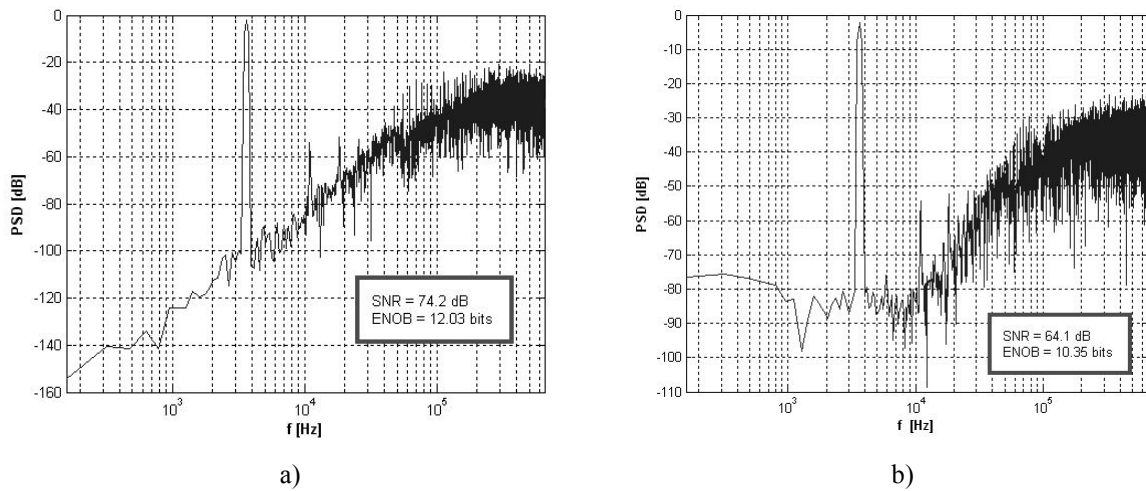 0
-20
-40
-60
-80
-100
-120
-140
-160
PSD [dB]
SNR = 74.2 dB
ENOB = 12.03 bits
10³
10⁴
10⁵
f [Hz]
a)
0
-10
-20
-30
-40
-50
-60
-70
-80
-90
-100
-110
PSD [dB]
SNR = 64.1 dB
ENOB = 10.35 bits
10³
10⁴
10⁵
f [Hz]
b)